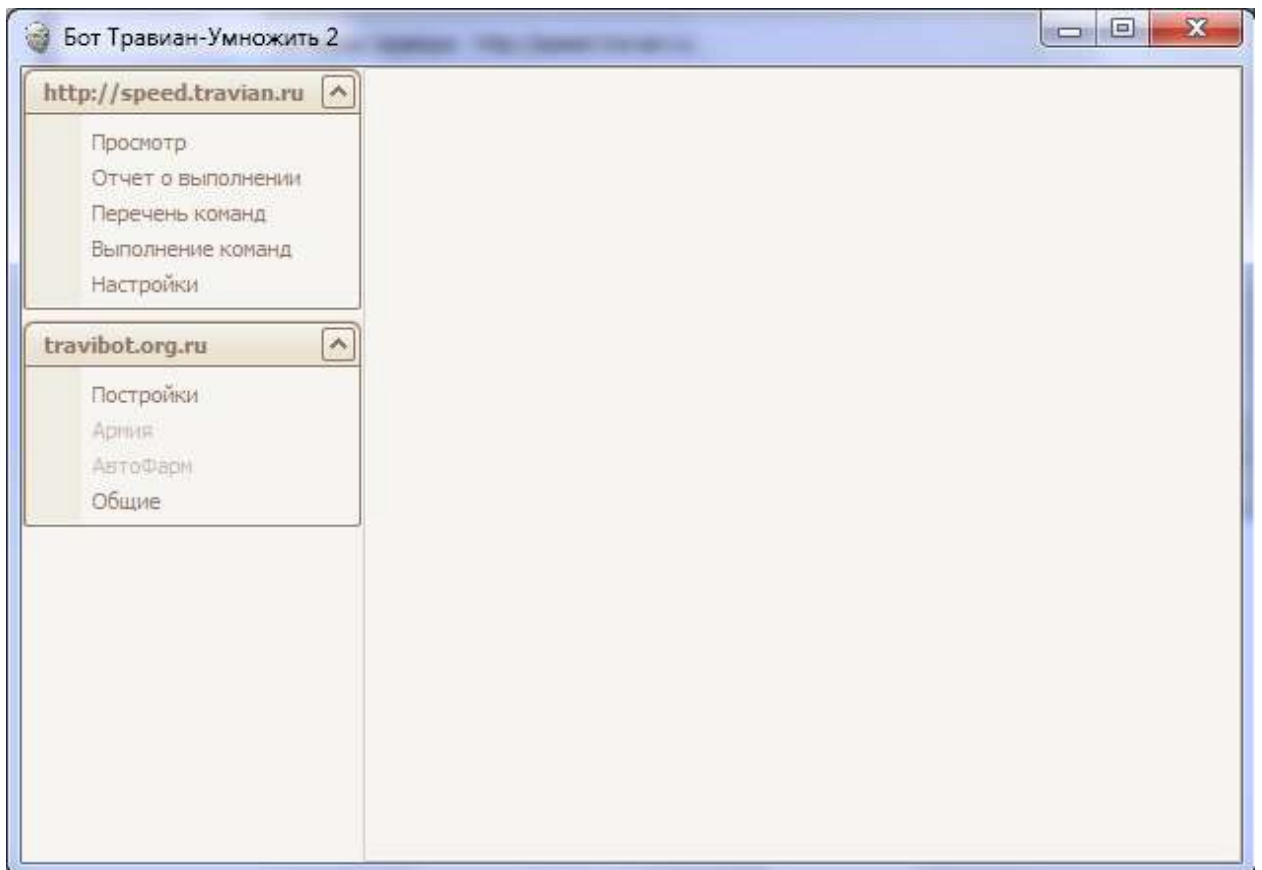 Бот Травиан-Умножить 2
http://speed.travian.ru
Просмотр
Отчет о выполнении
Перечень команд
Выполнение команд
Настройки
travibot.org.ru
Постройки
Армия
АвтоФарм
Общие